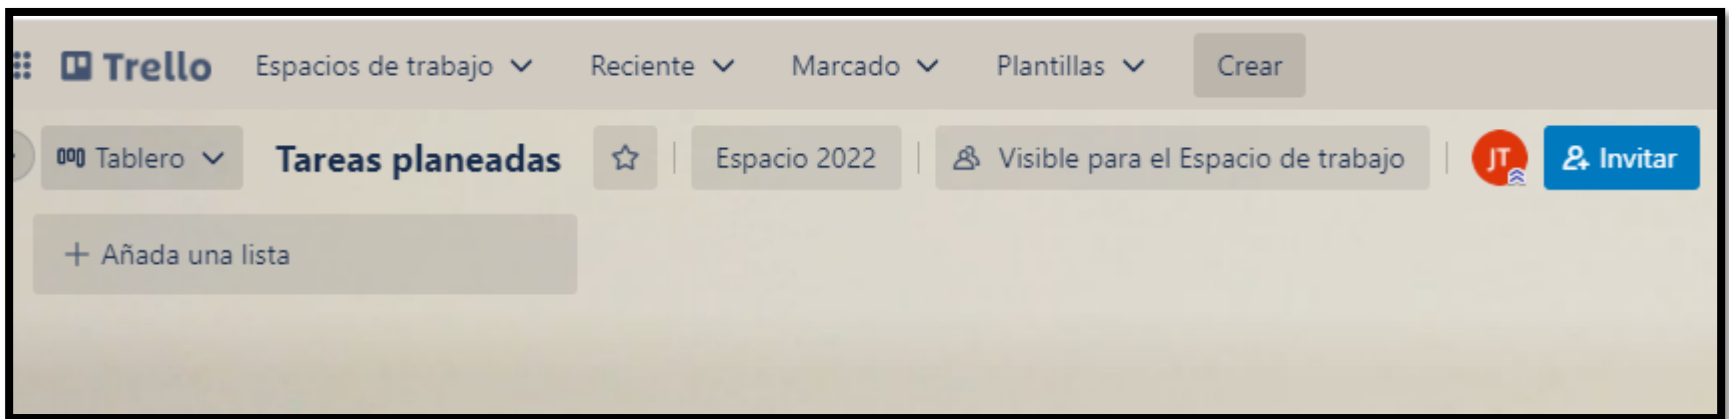 Trello Espacios de trabajo Reciente Marcado Plantillas Crear
Tablero Tareas planeadas Espacio 2022 Visible para el Espacio de trabajo JT Invitar
+ Añada una lista